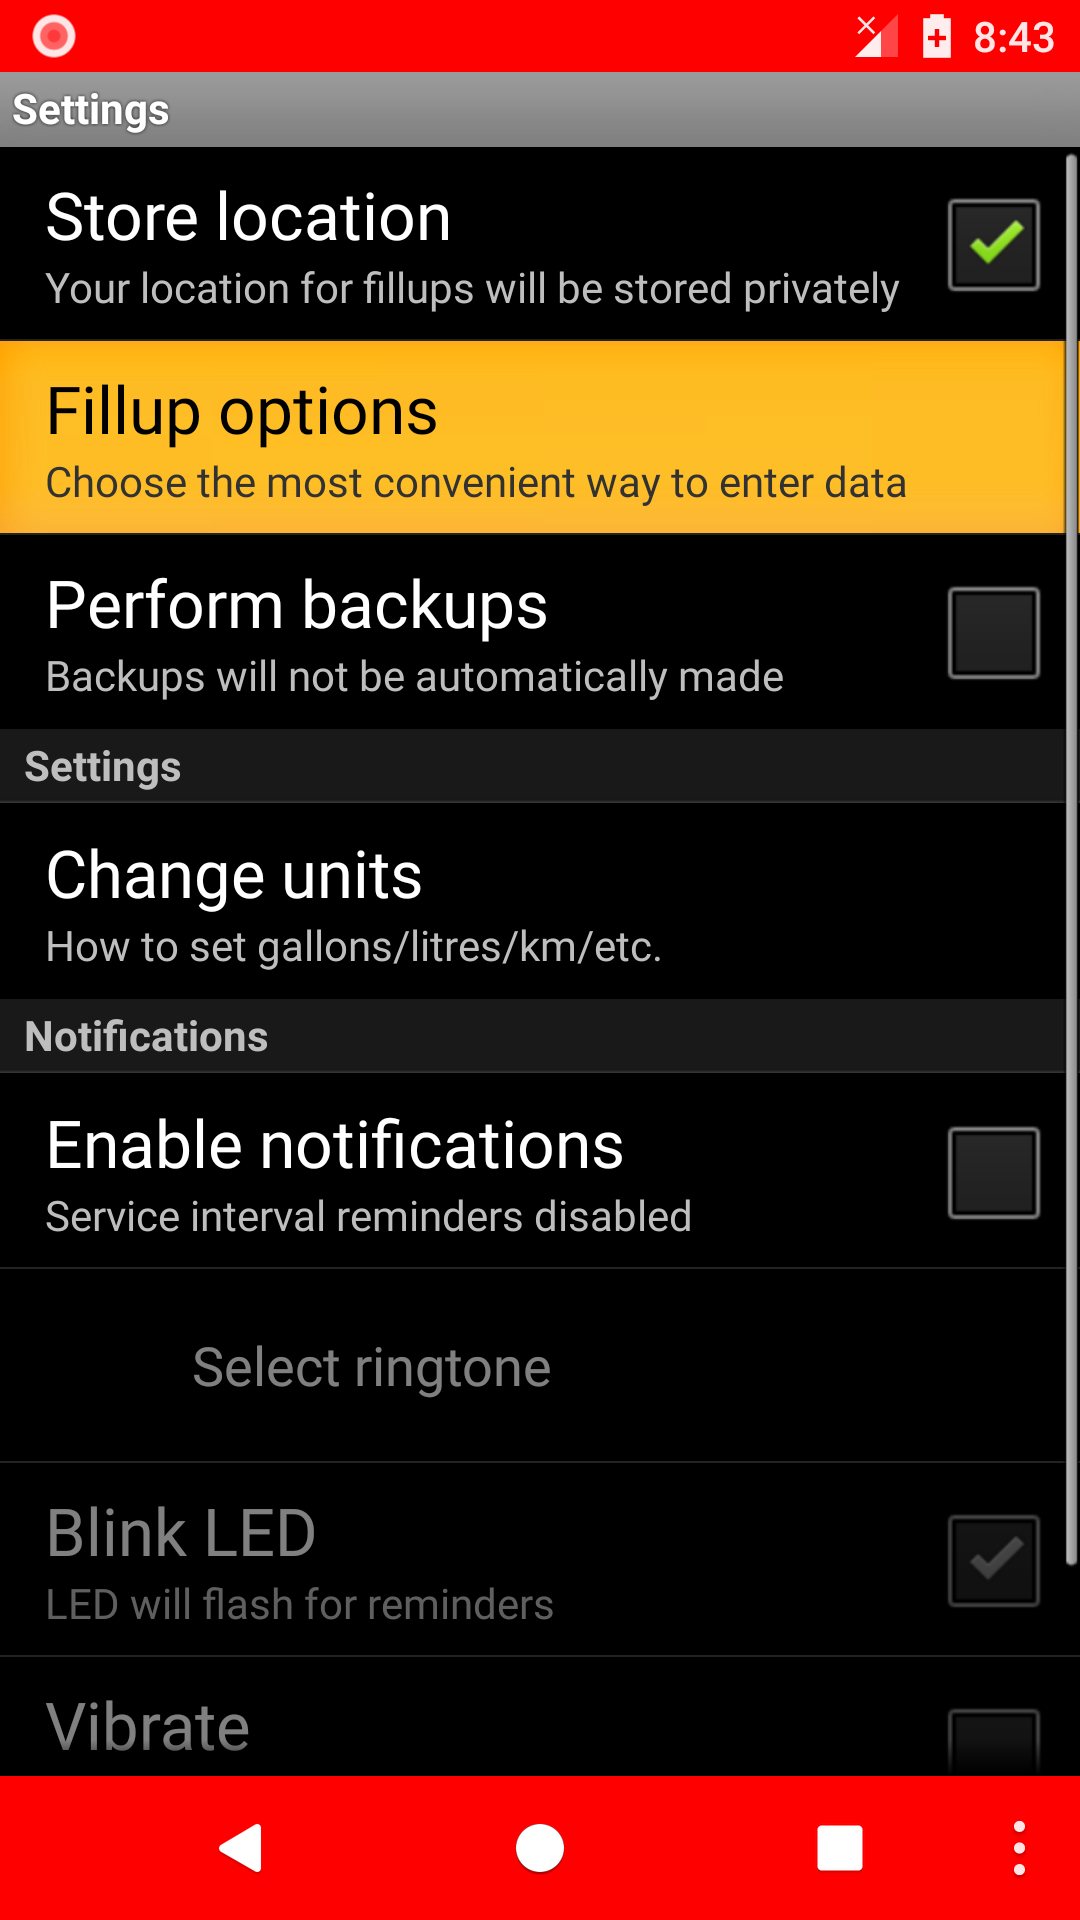 8:43
Settings
Store location
Your location for fillups will be stored privately
Fillup options
Choose the most convenient way to enter data
Perform backups
Backups will not be automatically made
Settings
Change units
How to set gallons/litres/km/etc.
Notifications
Enable notifications
Service interval reminders disabled
Select ringtone
Blink LED
LED will flash for reminders
Vibrate